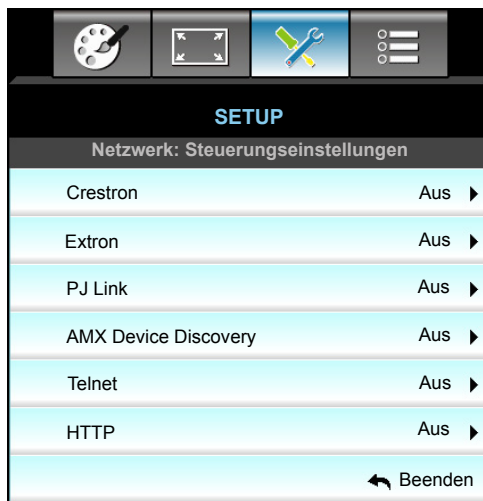 SETUP
Netzwerk: Steuerungseinstellungen
Crestron Aus
Extron Aus
PJ Link Aus
AMX Device Discovery Aus
Telnet Aus
HTTP Aus
Beenden